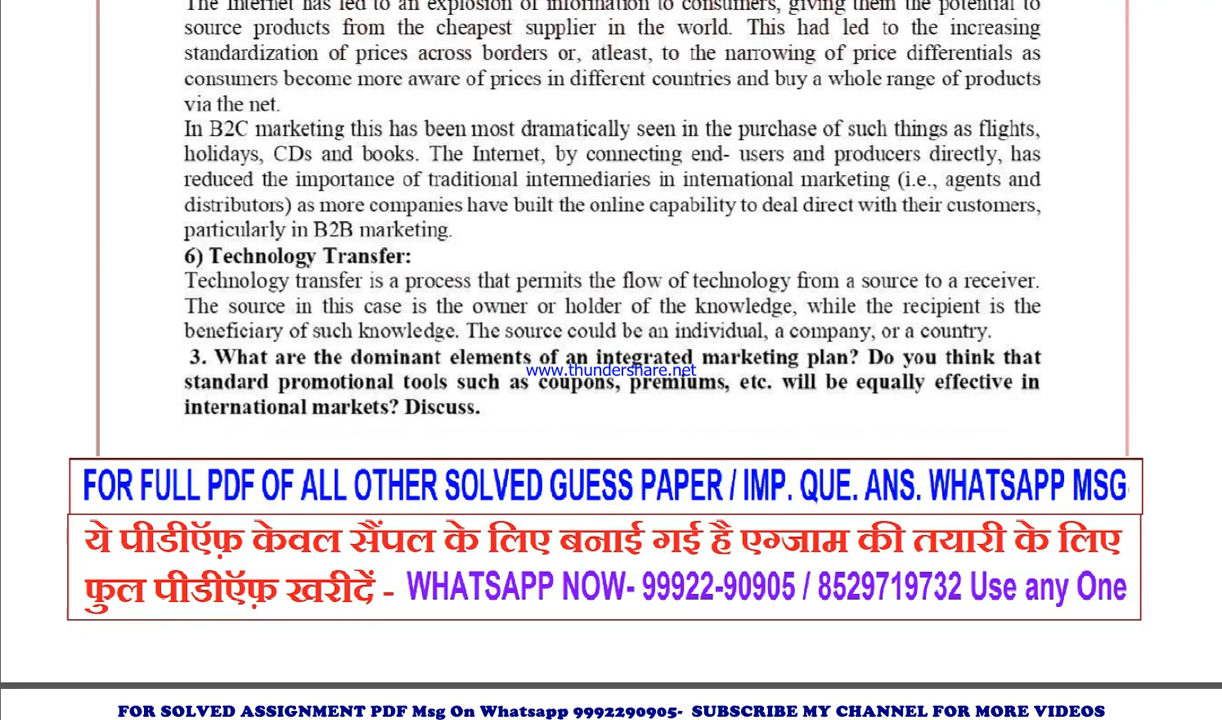 The Internet has led to an explosion of information to consumers, giving them the potential to
source products from the cheapest supplier in the world. This had led to the increasing
standardization of prices across borders or, atleast, to the narrowing of price differentials as
consumers become more aware of prices in different countries and buy a whole range of products
via the net.
In B2C marketing this has been most dramatically seen in the purchase of such things as flights,
holidays, CDs and books. The Internet, by connecting end- users and producers directly, has
reduced the importance of traditional intermediaries in international marketing (i.e., agents and
distributors) as more companies have built the online capability to deal direct with their customers,
particularly in B2B marketing.
6) Technology Transfer:
Technology transfer is a process that permits the flow of technology from a source to a receiver.
The source in this case is the owner or holder of the knowledge, while the recipient is the
beneficiary of such knowledge. The source could be an individual, a company, or a country.
3. What are the dominant elements of an integrated marketing plan? Do you think that
www.thundershare.net
standard promotional tools such as coupons, premiums, etc. will be equally effective in
international markets? Discuss.
FOR FULL PDF OF ALL OTHER SOLVED GUESS PAPER / IMP. QUE. ANS. WHATSAPP MSG
ये पीडीऍफ़ केवल सैंपल के लिए बनाई गई है एग्जाम की तयारी के लिए
फुल पीडीऍफ़ खरीदें - WHATSAPP NOW- 99922-90905 / 8529719732 Use any One
FOR SOLVED ASSIGNMENT PDF Msg On Whatsapp 9992290905- SUBSCRIBE MY CHANNEL FOR MORE VIDEOS